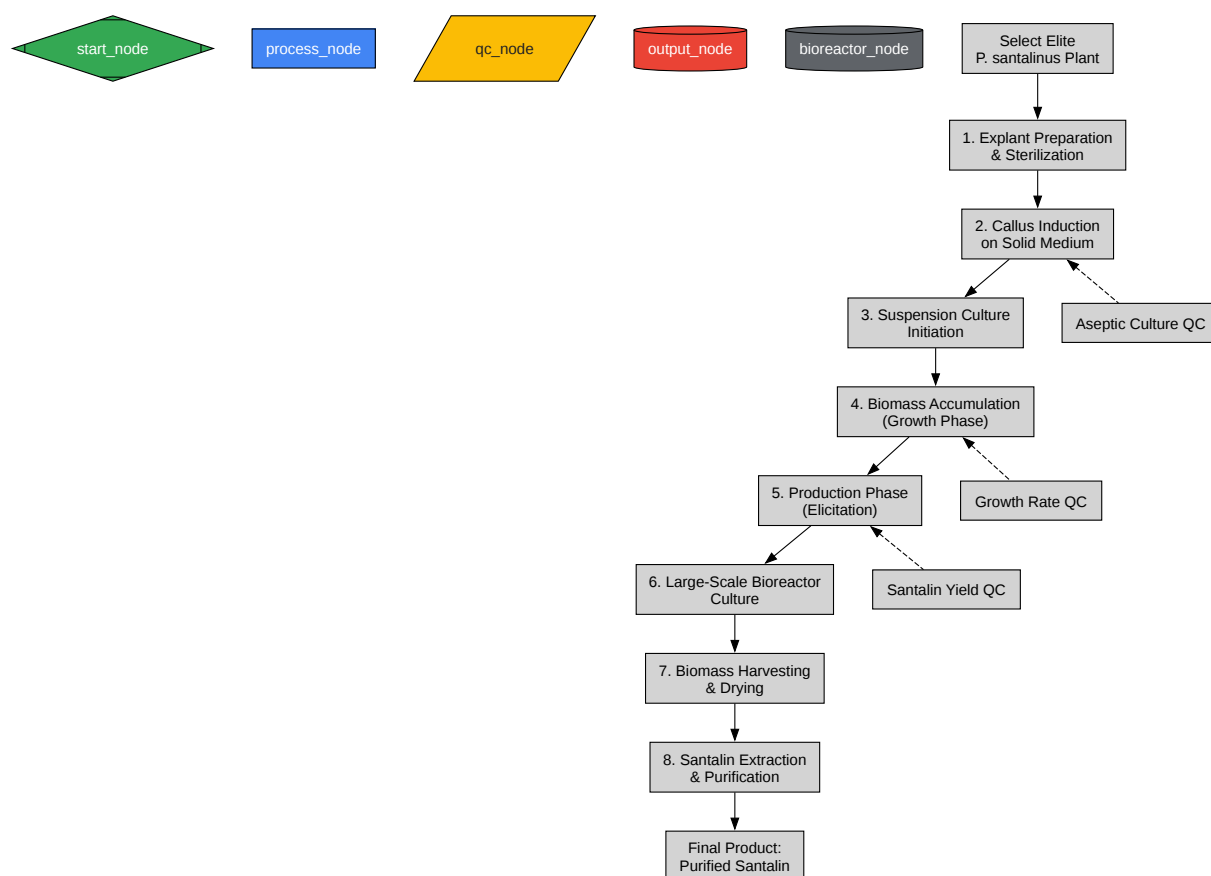 start_node
process_node
qc_node
output_node
bioreactor_node
Select Elite
P. santalinus Plant
1. Explant Preparation
& Sterilization
2. Callus Induction
on Solid Medium
3. Suspension Culture
Initiation
Aseptic Culture QC
4. Biomass Accumulation
(Growth Phase)
5. Production Phase
(Elicitation)
Growth Rate QC
6. Large-Scale Bioreactor
Culture
Santalin Yield QC
7. Biomass Harvesting
& Drying
8. Santalin Extraction
& Purification
Final Product:
Purified Santalin